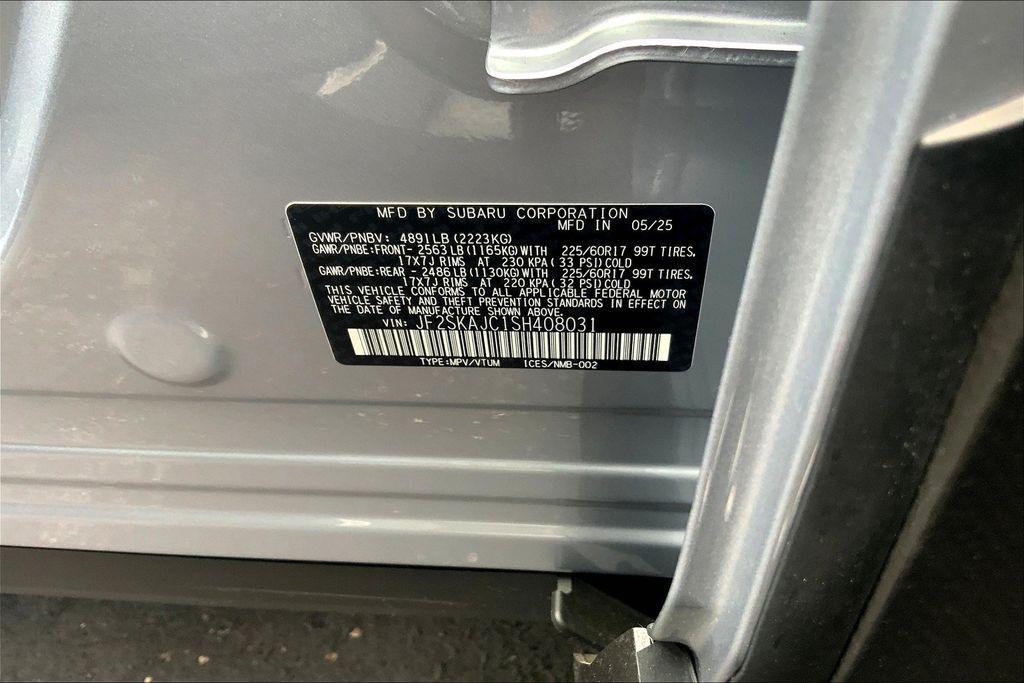 MFD BY SUBARU CORPORATION
MFD IN 05/25
GVWR/PNBV: 4891LB (2223KG)
GAWR/PNBE:FRONT- 2563LB(1165KG)WITH 225/60R17 99T TIRES,
17X7J RIMS AT 230 KPA(33 PSI)COLD
GAWR/PNBE:REAR - 2486LB(1130KG)WITH 225/60R17 99T TIRES,
17X7J RIMS AT 220 KPA(32 PSI)COLD
THIS VEHICLE CONFORMS TO ALL APPLICABLE FEDERAL MOTOR
VEHICLE SAFETY AND THEFT PREVENTION STANDARDS IN EFFECT ON
THE DATE OF MANUFACTURE SHOWN ABOVE.
VIN: JF2SKAJC1SH408031
TYPE:MPV/VTUM ICES/NMB-002